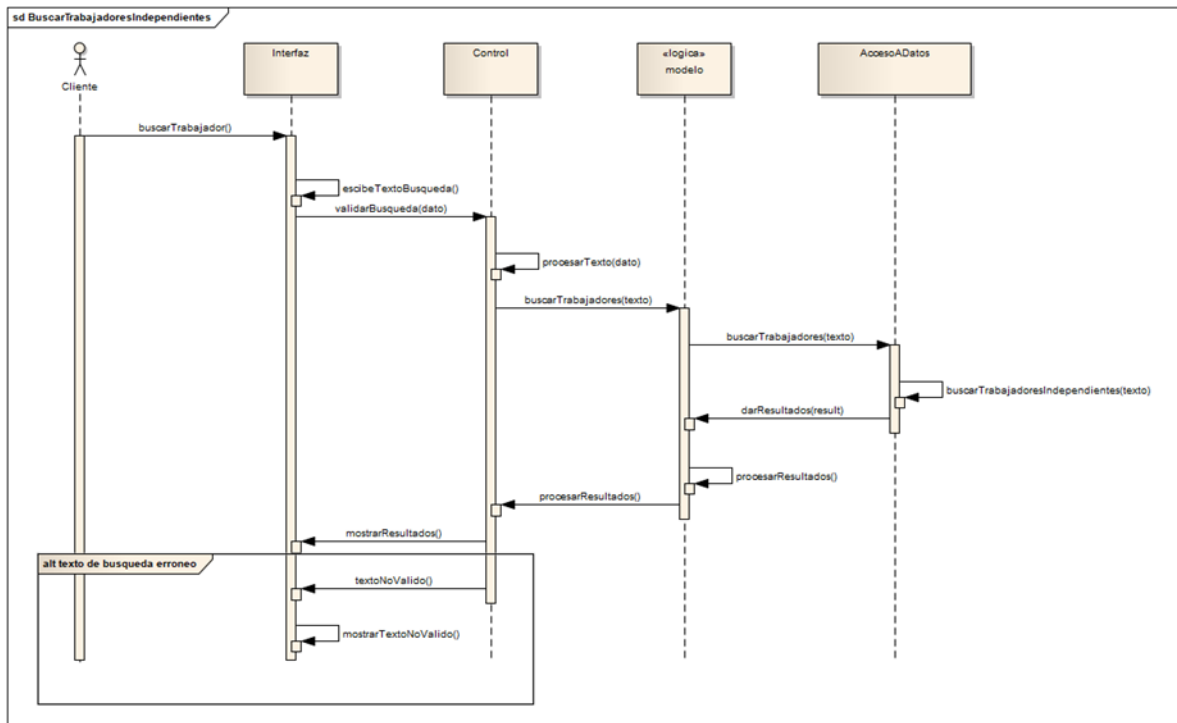 sd BuscarTrabajadoresIndependientes
Cliente
Interfaz
Control
«logica»
modelo
AccesoADatos
buscarTrabajador()
escibeTextoBusqueda()
validarBusqueda(dato)
procesarTexto(dato)
buscarTrabajadores(texto)
buscarTrabajadores(texto)
buscarTrabajadoresIndependientes(texto)
darResultados(result)
procesarResultados()
procesarResultados()
mostrarResultados()
alt texto de busqueda erroneo
textoNoValido()
mostrarTextoNoValido()